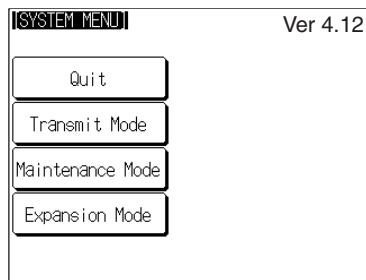 [SYSTEM MENU] Ver 4.12
Quit
Transmit Mode
Maintenance Mode
Expansion Mode